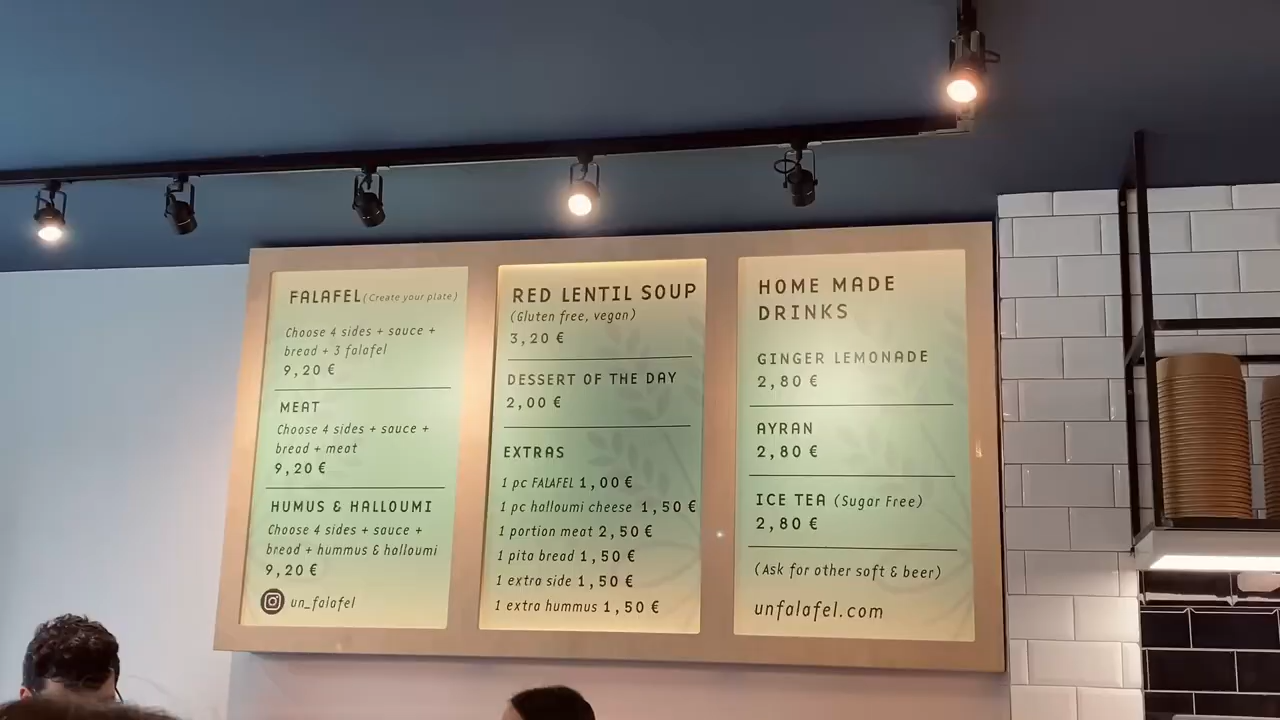 FALAFEL (Create your plate)
Choose 4 sides + sauce +
bread + 3 falafel
9,20 €
MEAT
Choose 4 sides + sauce +
bread + meat
9,20 €
HUMUS & HALLOUMI
Choose 4 sides + sauce +
bread + hummus & halloumi
9,20 €
un_falafel
RED LENTIL SOUP
(Gluten free, vegan)
3,20 €
DESSERT OF THE DAY
2,00 €
EXTRAS
1 pc FALAFEL 1,00 €
1 pc halloumi cheese 1,50 €
1 portion meat 2,50 €
1 pita bread 1,50 €
1 extra side 1,50 €
1 extra hummus 1,50 €
HOME MADE
DRINKS
GINGER LEMONADE
2,80 €
AYRAN
2,80 €
ICE TEA (Sugar Free)
2,80 €
(Ask for other soft & beer)
unfalafel.com